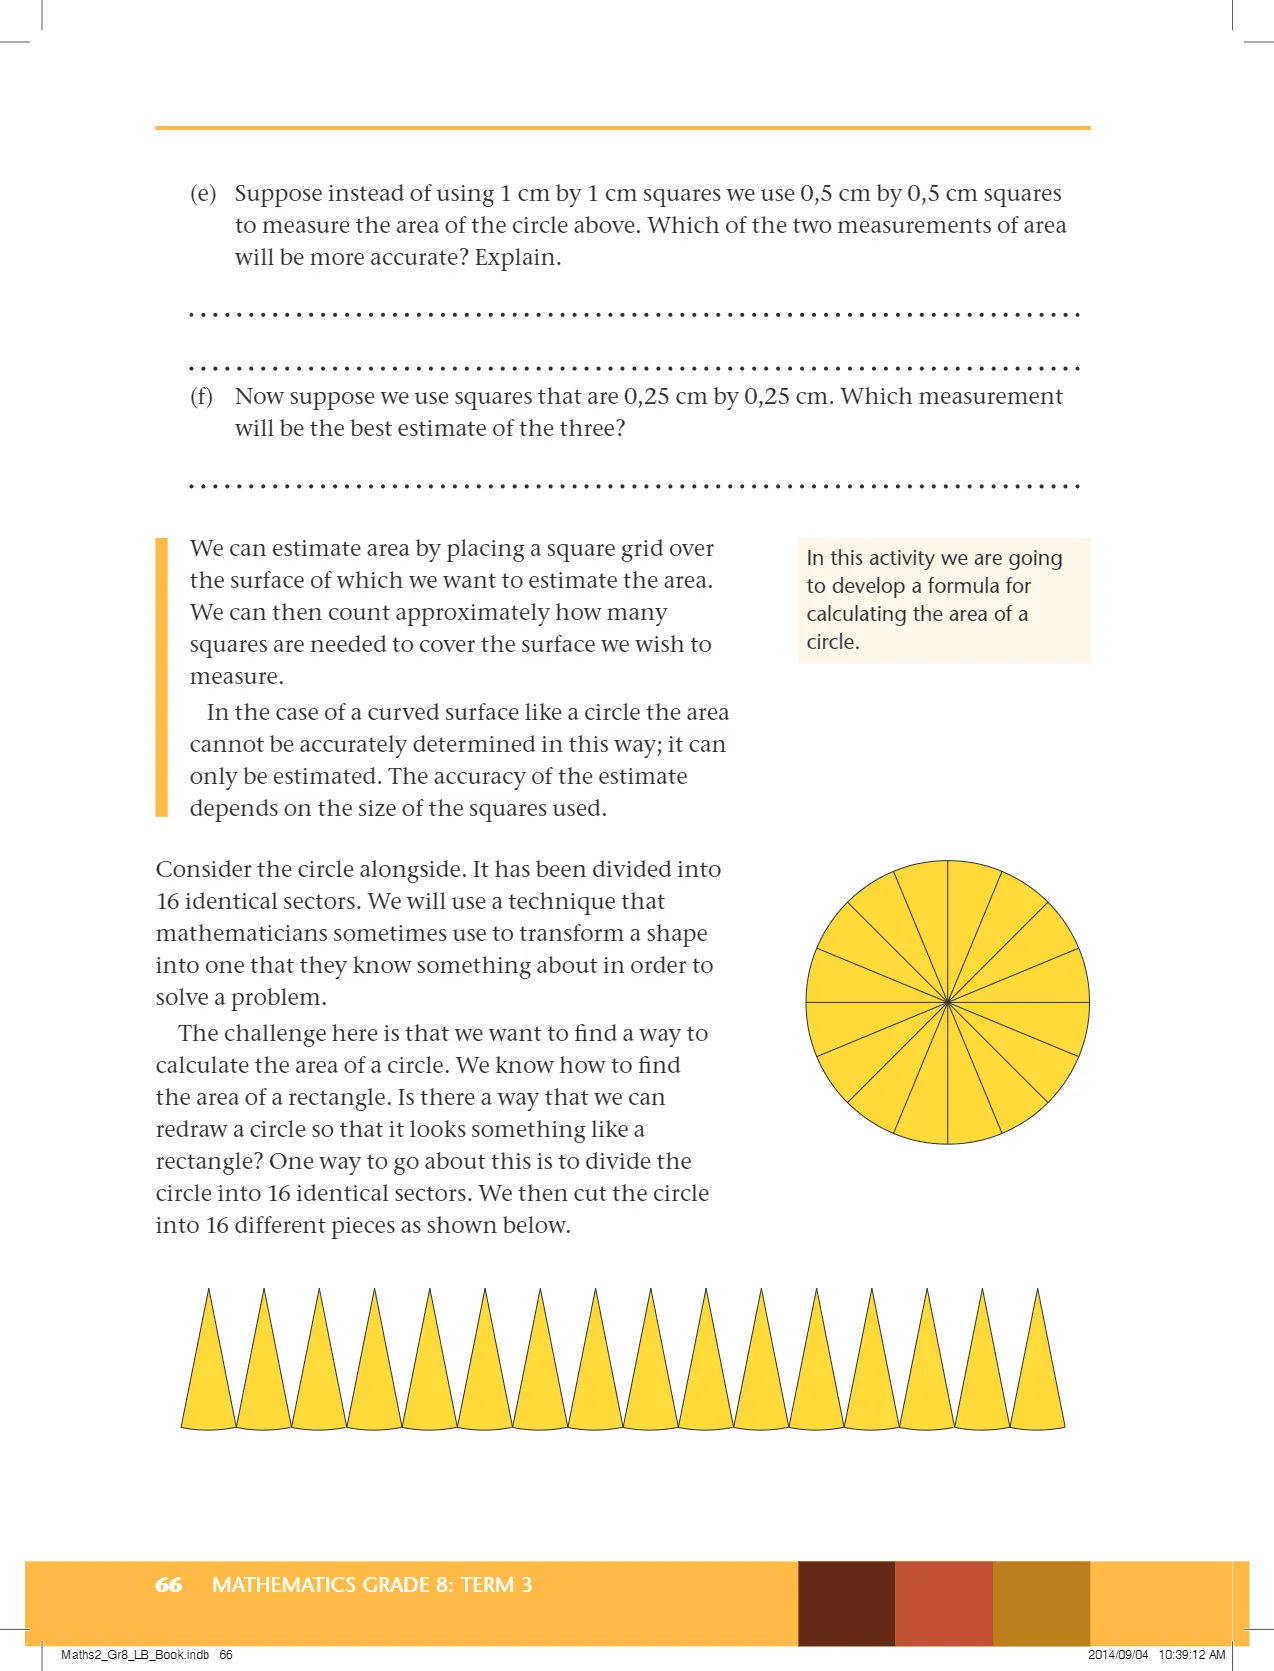 (e) Suppose instead of using 1 cm by 1 cm squares we use 0,5 cm by 0,5 cm squares
to measure the area of the circle above. Which of the two measurements of area
will be more accurate? Explain.
(f) Now suppose we use squares that are 0,25 cm by 0,25 cm. Which measurement
will be the best estimate of the three?
We can estimate area by placing a square grid over
the surface of which we want to estimate the area.
We can then count approximately how many
squares are needed to cover the surface we wish to
measure.
In the case of a curved surface like a circle the area
cannot be accurately determined in this way; it can
only be estimated. The accuracy of the estimate
depends on the size of the squares used.
In this activity we are going
to develop a formula for
calculating the area of a
circle.
Consider the circle alongside. It has been divided into
16 identical sectors. We will use a technique that
mathematicians sometimes use to transform a shape
into one that they know something about in order to
solve a problem.
The challenge here is that we want to find a way to
calculate the area of a circle. We know how to find
the area of a rectangle. Is there a way that we can
redraw a circle so that it looks something like a
rectangle? One way to go about this is to divide the
circle into 16 identical sectors. We then cut the circle
into 16 different pieces as shown below.
66 MATHEMATICS GRADE 8: TERM 3
Maths2_Gr8_LB_Book.indb 66
2014/09/04 10:39:12 AM